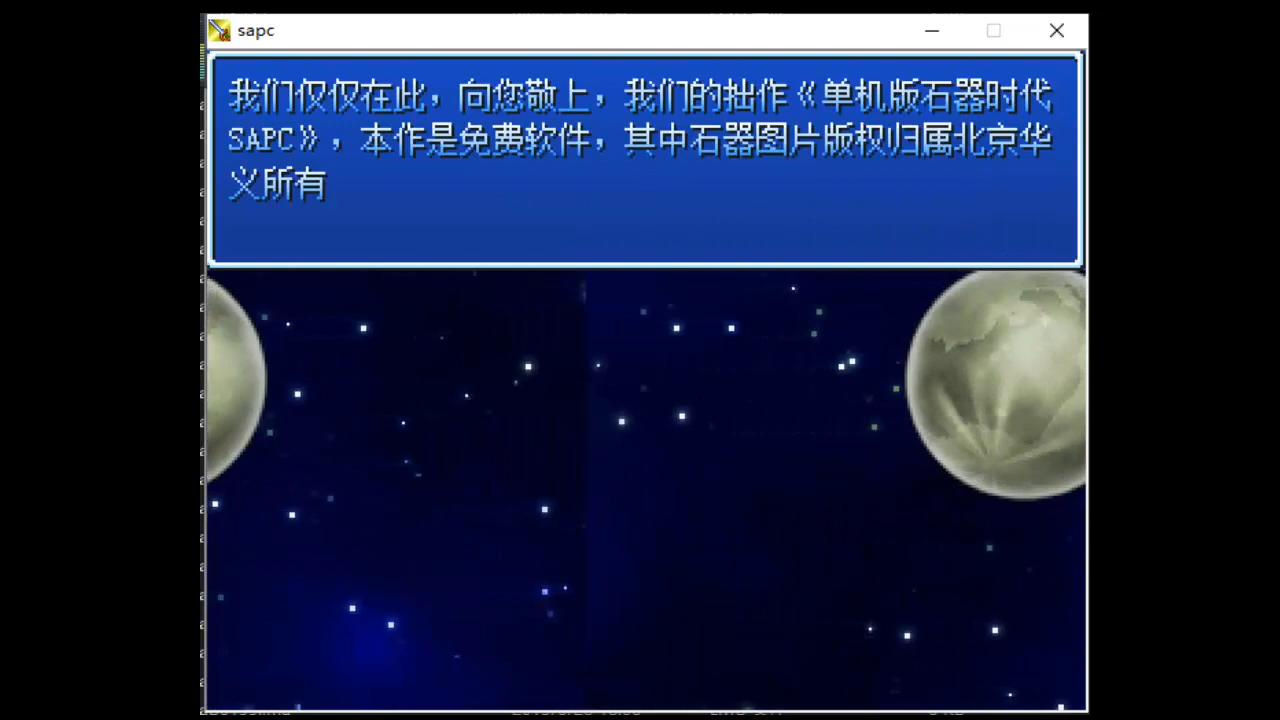 sapc
我们仅仅在此，向您敬上，我们的拙作《单机版石器时代
SAPC》，本作是免费软件，其中石器图片版权归属北京华
义所有